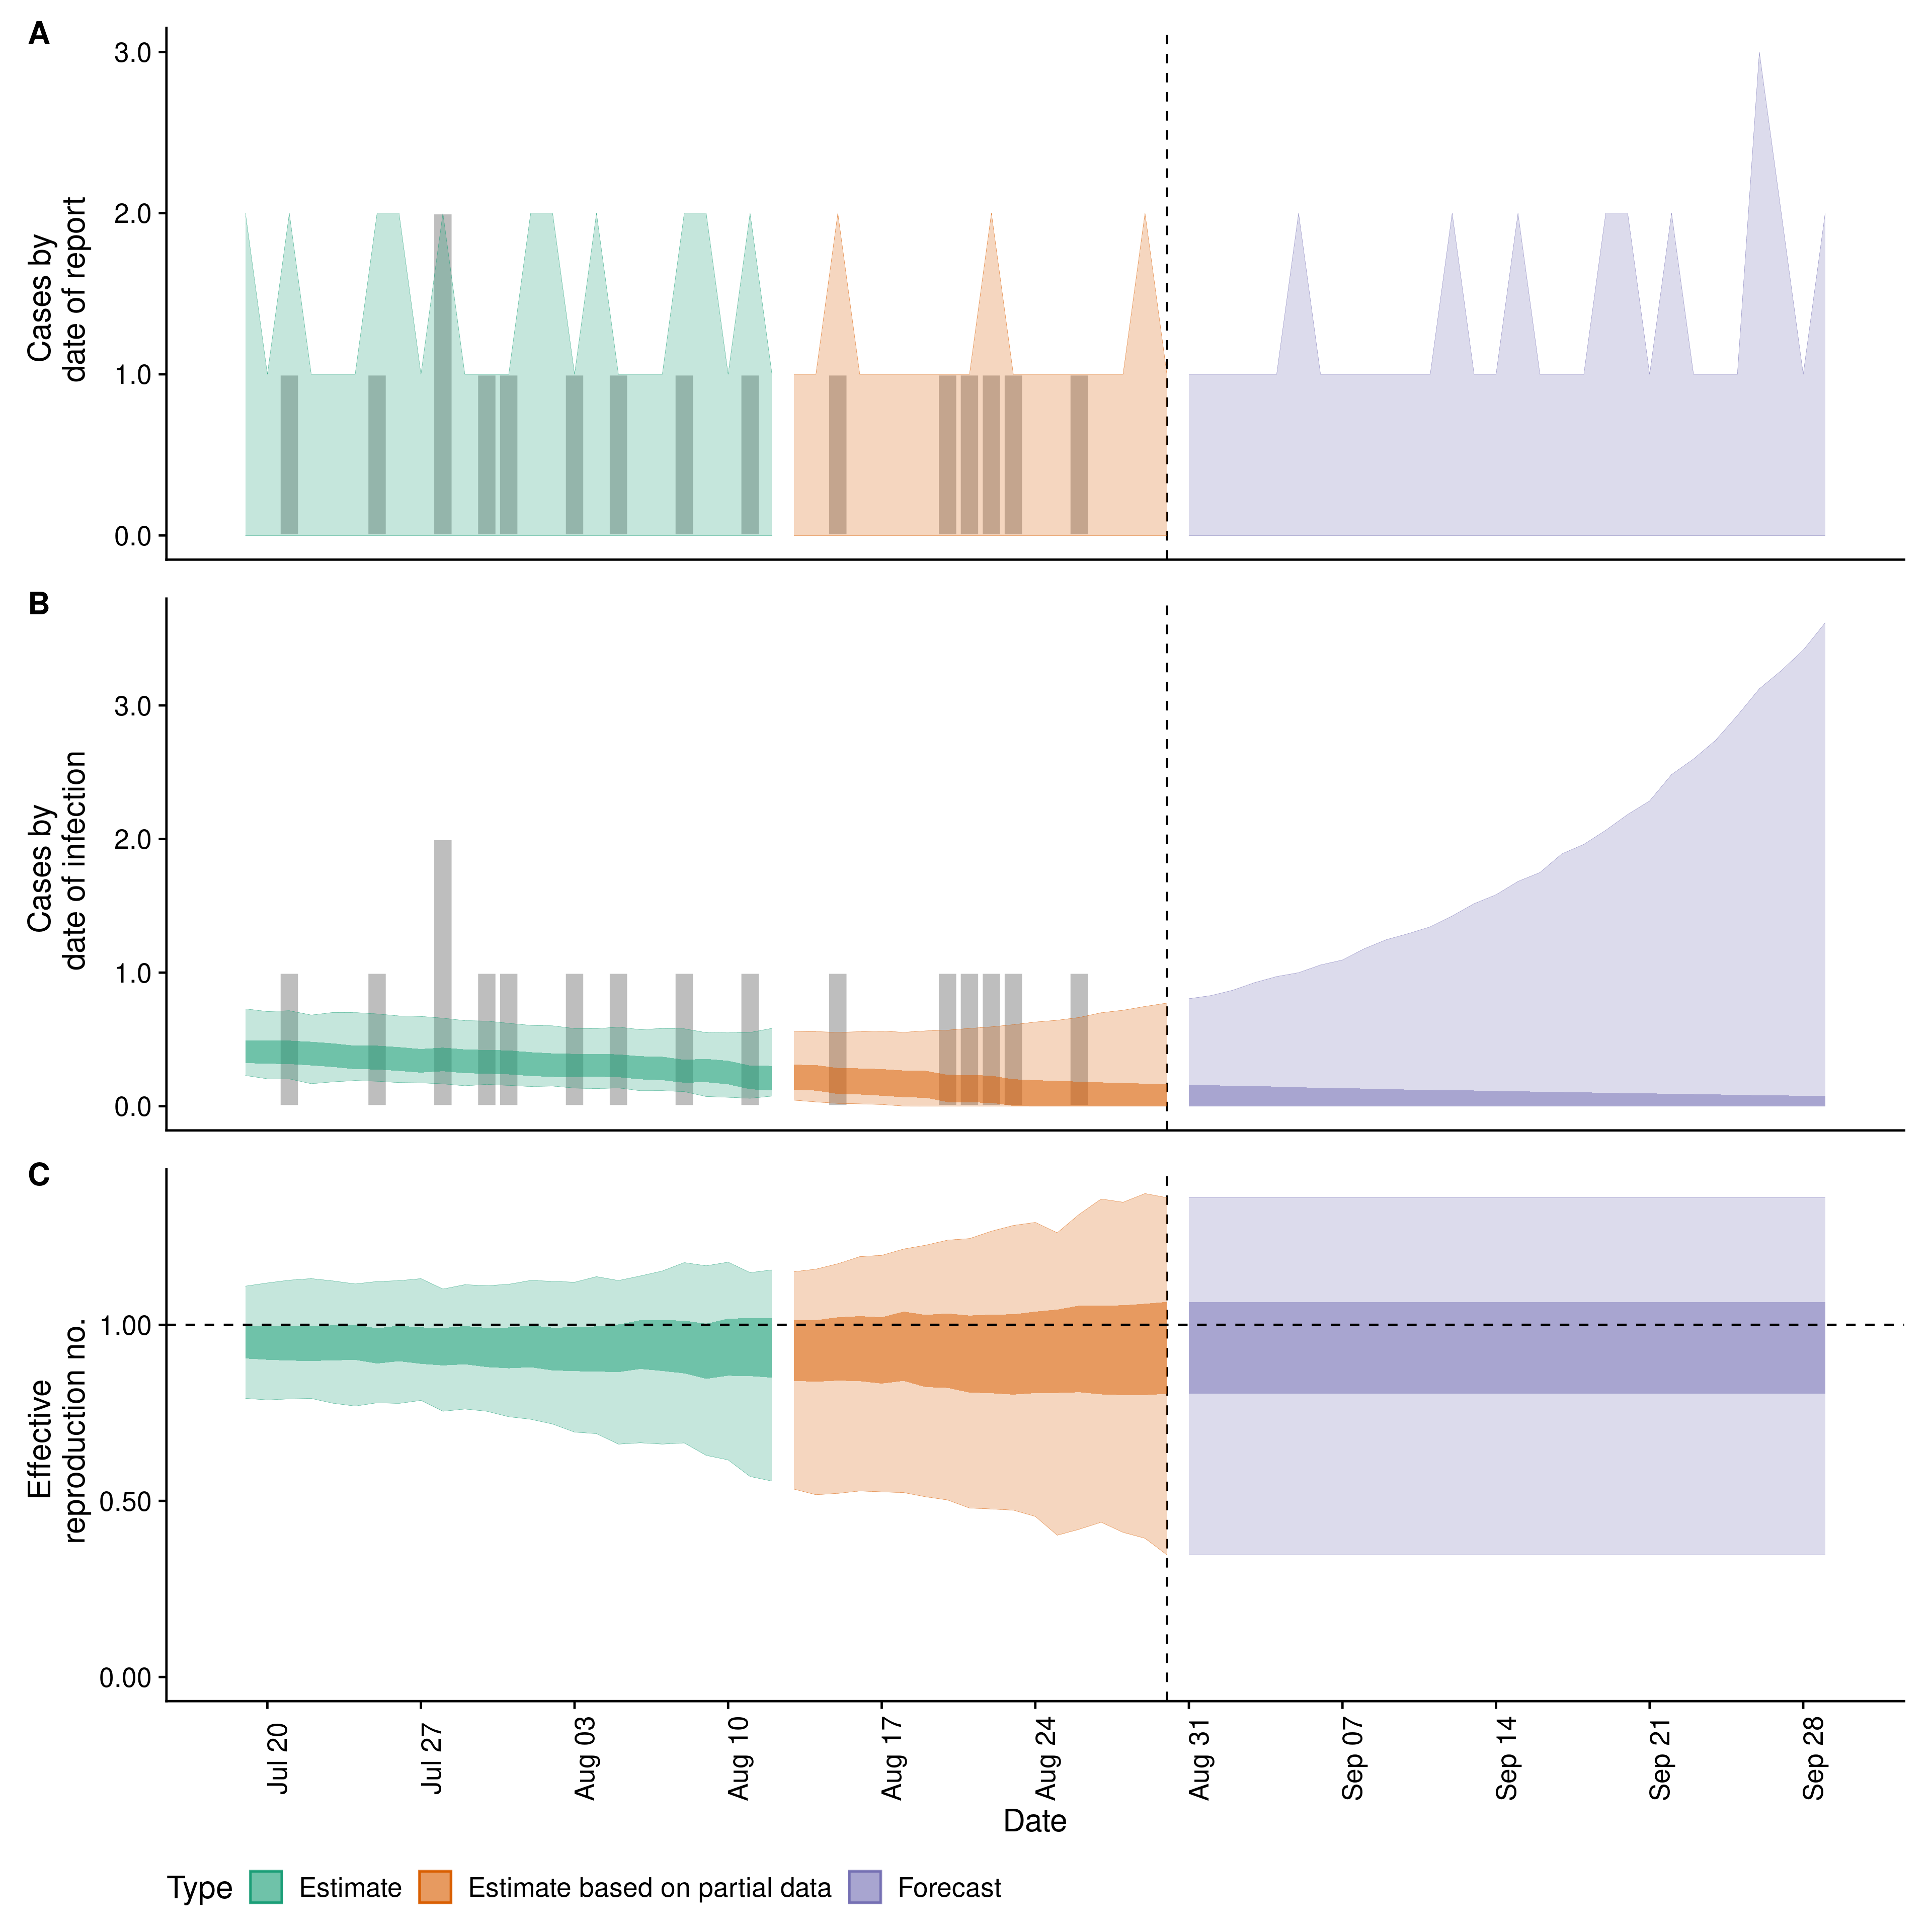 A
Cases by
date of report
3.0
2.0
1.0
0.0
B
Cases by
date of infection
3.0
2.0
1.0
0.0
C
Effective
reproduction no.
1.00
0.50
0.00
Jul 20
Jul 27
Aug 03
Aug 10
Aug 17
Aug 24
Aug 31
Sep 07
Sep 14
Sep 21
Sep 28
Date
Type Estimate Estimate based on partial data Forecast